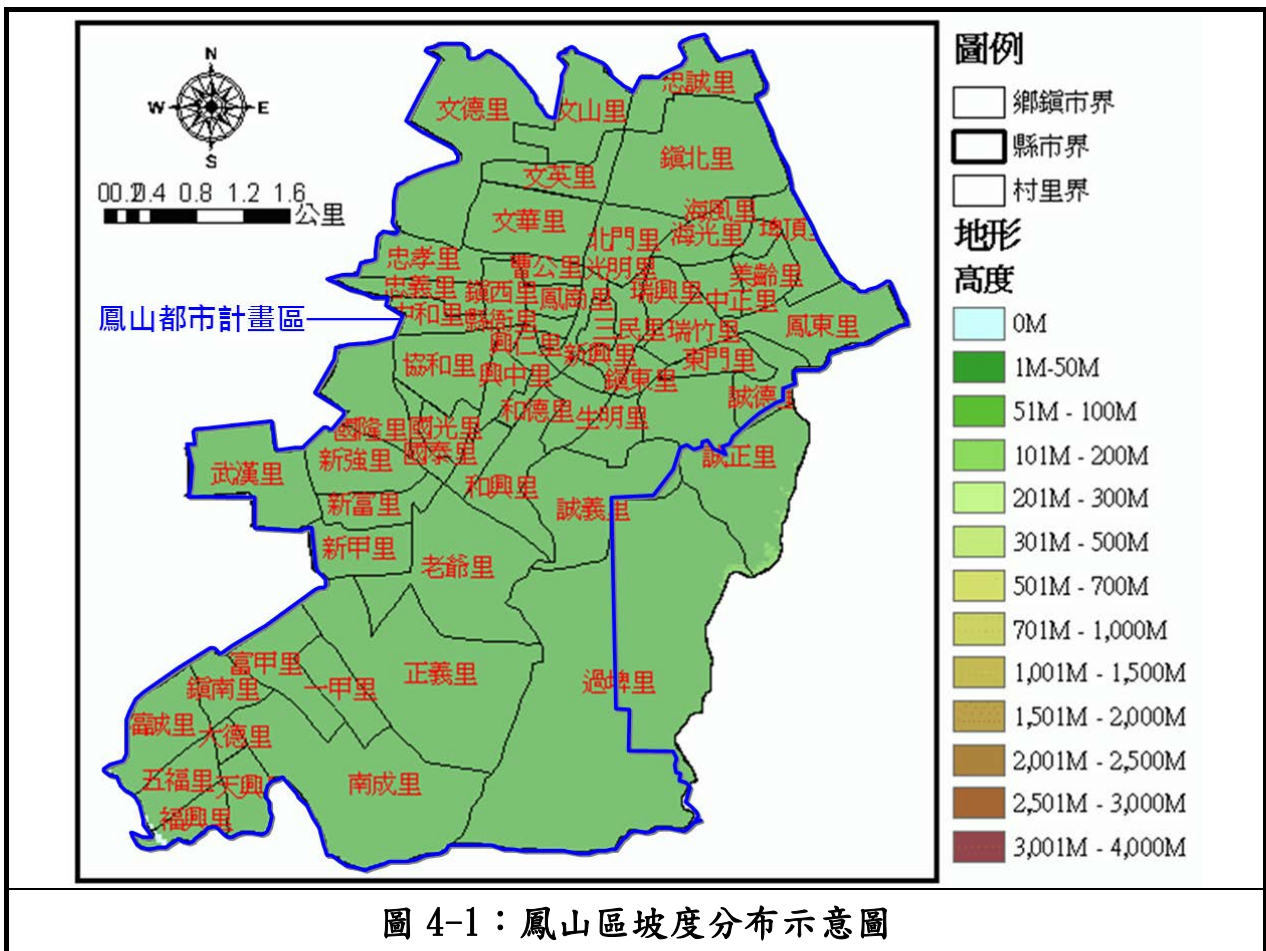 N
W
E
S
00.2 0.4 0.8 1.2 1.6
公里
鳳山都市計畫區
忠誠里
文德里
文山里
鎮北里
文英里
海風里
文華里
北門里
海光里
埤頂里
忠孝里
曹公里
光明里
美齡里
忠義里
鎮西里
鳳崗里
瑞興里
中正里
中和里
縣衙里
三民里
瑞竹里
鳳東里
興仁里
新興里
東門里
協和里
興中里
鎮東里
誠德里
和德里
生明里
國隆里
國光里
國泰里
誠正里
武漢里
新強里
新富里
和興里
誠義里
新甲里
老爺里
富甲里
一甲里
正義里
過埤里
鎮南里
富誠里
大德里
五福里
天興
南成里
福興里
圖例
鄉鎮市界
縣市界
村里界
地形
高度
0M
1M-50M
51M - 100M
101M - 200M
201M - 300M
301M - 500M
501M - 700M
701M - 1,000M
1,001M - 1,500M
1,501M - 2,000M
2,001M - 2,500M
2,501M - 3,000M
3,001M - 4,000M
圖 4-1：鳳山區坡度分布示意圖